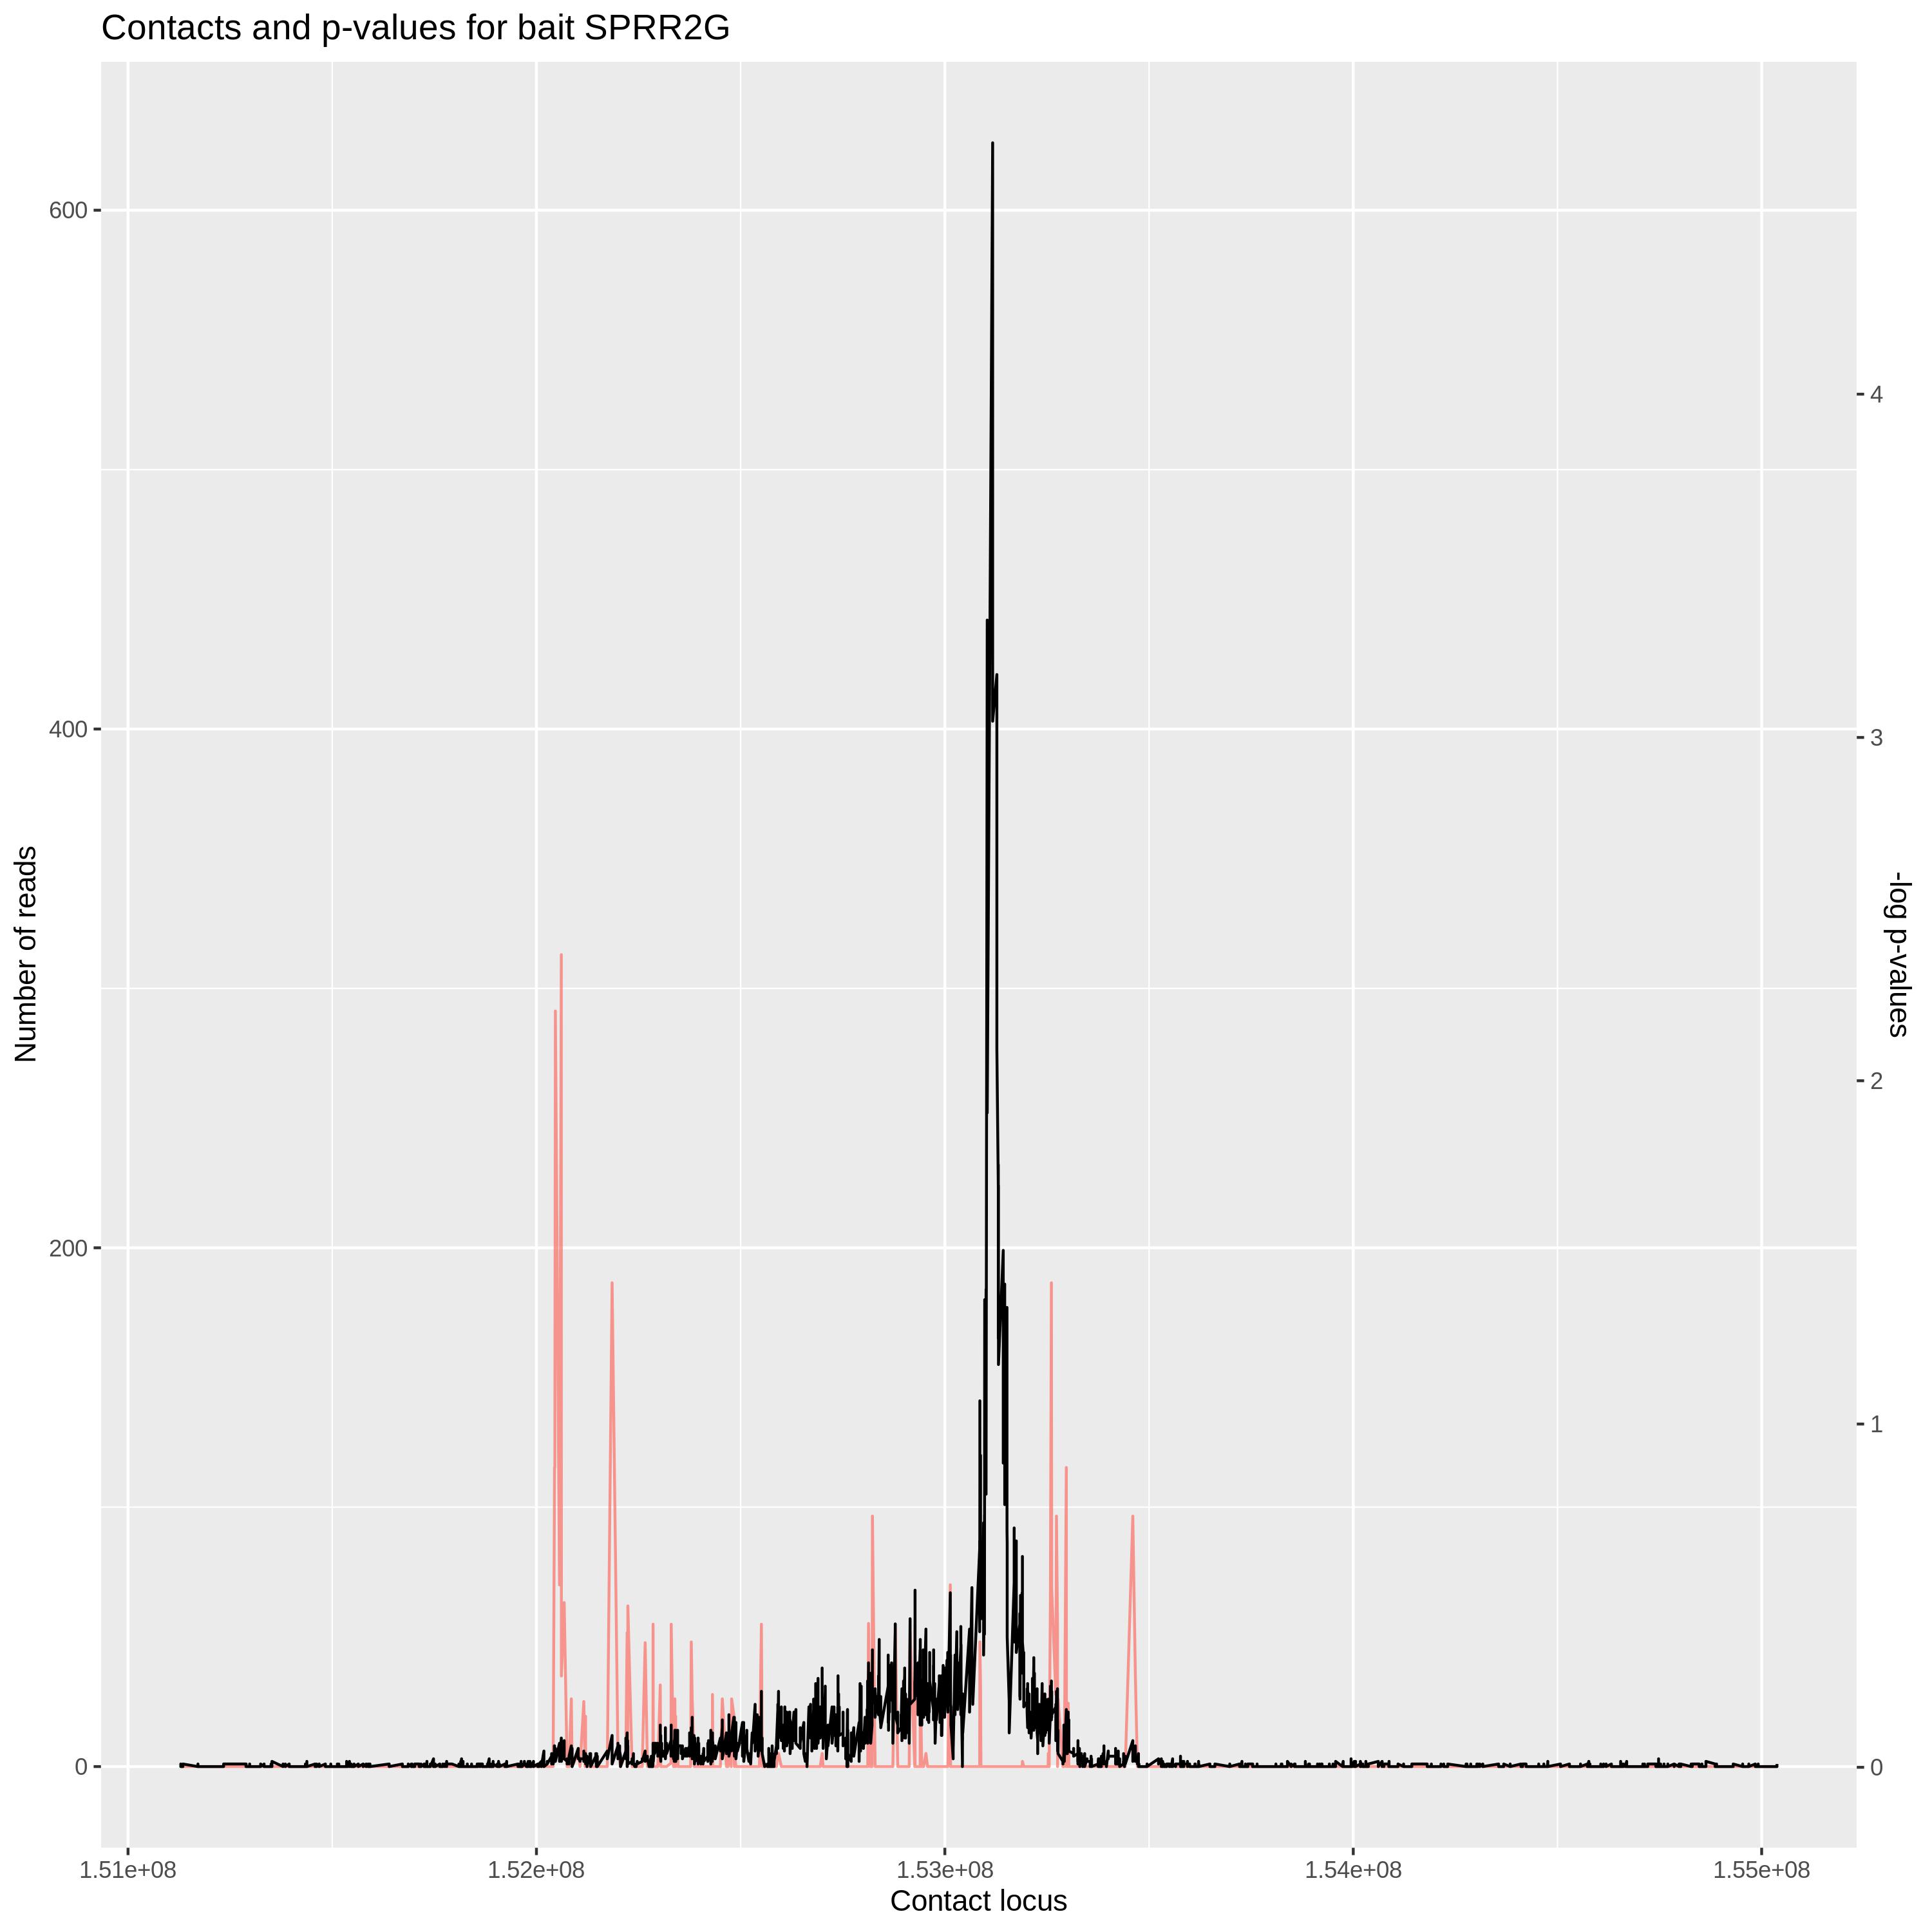 Contacts and p-values for bait SPRR2G
600
400
200
0
Number of reads
4
3
2
1
0
-log p-values
1.51e+08
1.52e+08
1.53e+08
1.54e+08
1.55e+08
Contact locus